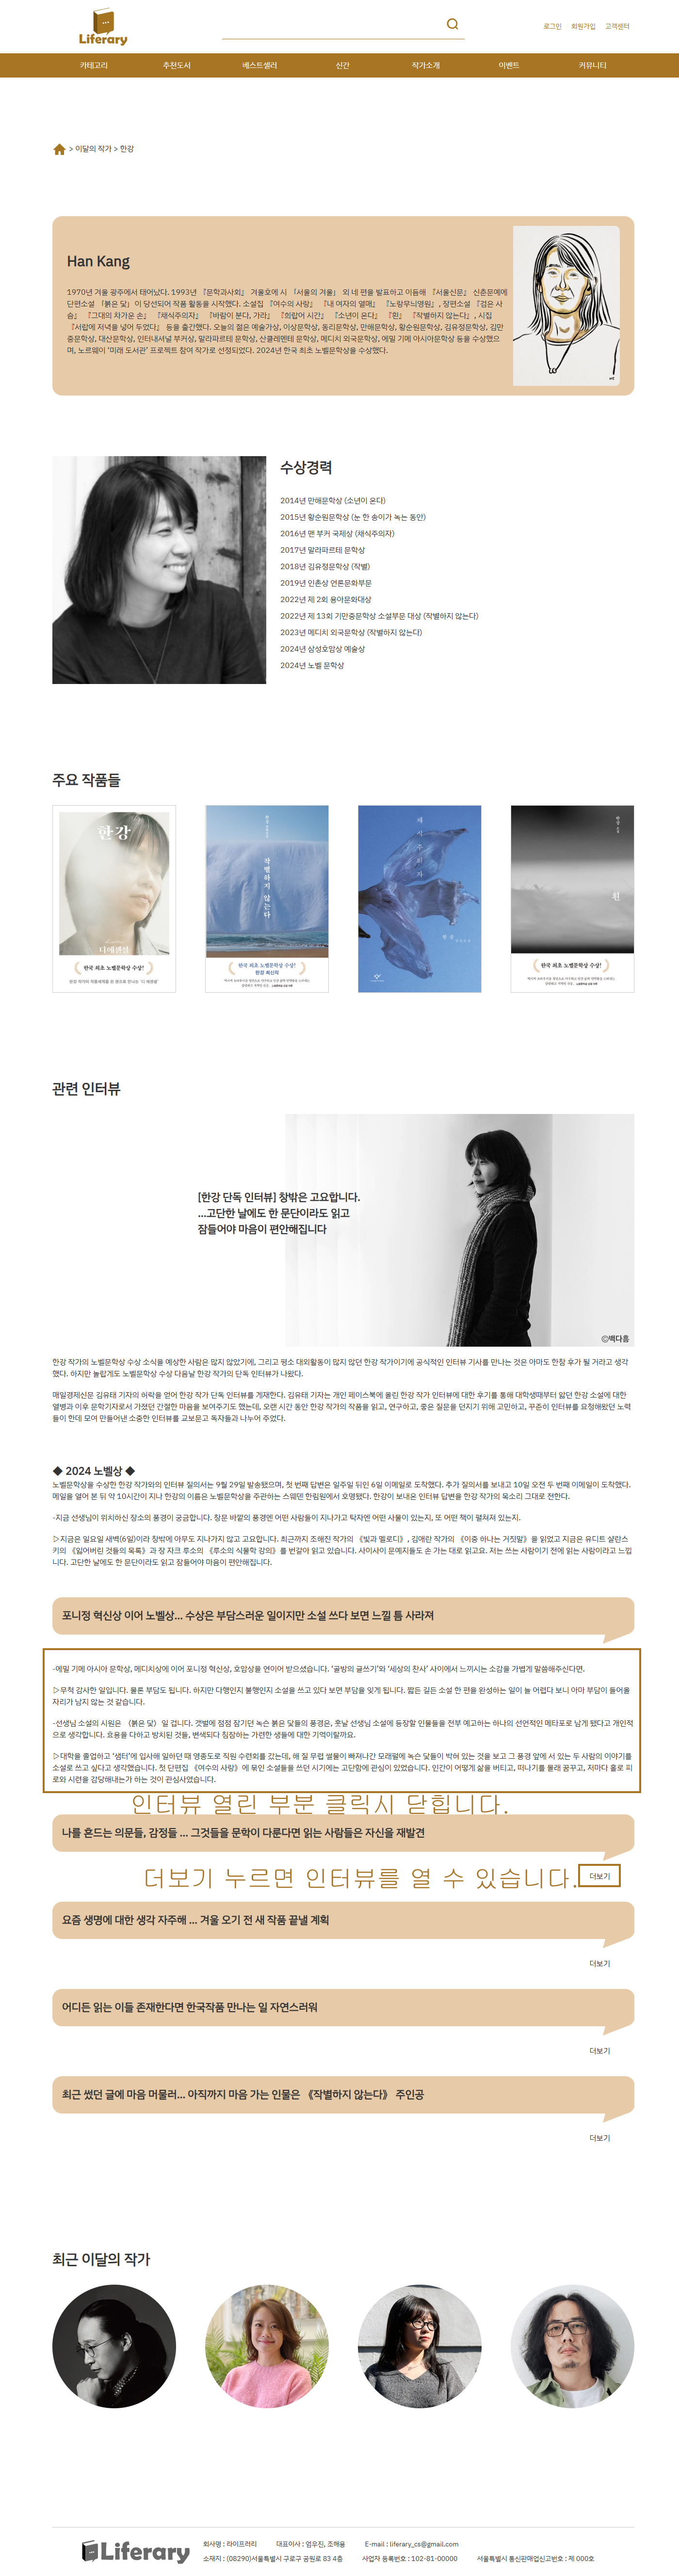 Liferary
로그인 회원가입 고객센터
카테고리 추천도서 베스트셀러 신간 작가소개 이벤트 커뮤니티
> 이달의 작가 > 한강
Han Kang
1970년 겨울 광주에서 태어났다. 1993년 『문학과사회』 겨울호에 시 「서울의 겨울」 외 네 편을 발표하고 이듬해 『서울신문』 신춘문예에
단편소설 「붉은 닻」이 당선되어 작품 활동을 시작했다. 소설집 『여수의 사랑』 『내 여자의 열매』 『노랑무늬영원』, 장편소설 『검은 사
슴』 『그대의 차가운 손』 『채식주의자』 『바람이 분다, 가라』 『희랍어 시간』 『소년이 온다』 『흰』 『작별하지 않는다』, 시집
『서랍에 저녁을 넣어 두었다』 등을 출간했다. 오늘의 젊은 예술가상, 이상문학상, 동리문학상, 만해문학상, 황순원문학상, 김유정문학상, 김만
중문학상, 대산문학상, 인터내셔널 부커상, 말라파르테 문학상, 산클레멘테 문학상, 메디치 외국문학상, 에밀 기메 아시아문학상 등을 수상했으
며, 노르웨이 ‘미래 도서관’ 프로젝트 참여 작가로 선정되었다. 2024년 한국 최초 노벨문학상을 수상했다.
수상경력
2014년 만해문학상 (소년이 온다)
2015년 황순원문학상 (눈 한 송이가 녹는 동안)
2016년 맨 부커 국제상 (채식주의자)
2017년 말라파르테 문학상
2018년 김유정문학상 (작별)
2019년 인촌상 언론문화부문
2022년 제 2회 용아문화대상
2022년 제 13회 기만중문학상 소설부문 대상 (작별하지 않는다)
2023년 메디치 외국문학상 (작별하지 않는다)
2024년 삼성호암상 예술상
2024년 노벨 문학상
주요 작품들
한강
디 에센셜
한국 최초 노벨문학상 수상!
작별하지 않는다
한국 최초 노벨문학상 수상!
한강 최신작
채식주의자
한강
흰
한국 최초 노벨문학상 수상!
관련 인터뷰
[한강 단독 인터뷰] 창밖은 고요합니다.
...고단한 날에도 한 문단이라도 읽고
잠들어야 마음이 편안해집니다
©백다흠
한강 작가의 노벨문학상 수상 소식을 예상한 사람은 많지 않았기에, 그리고 평소 대외활동이 많지 않던 한강 작가이기에 공식적인 인터뷰 기사를 만나는 것은 아마도 한참 후가 될 거라고 생각
했다. 하지만 놀랍게도 노벨문학상 수상 다음날 한강 작가의 단독 인터뷰가 나왔다.
매일경제신문 김유태 기자의 허락을 얻어 한강 작가 단독 인터뷰를 게재한다. 김유태 기자는 개인 페이스북에 올린 한강 작가 인터뷰에 대한 후기를 통해 대학생때부터 앓던 한강 소설에 대한
열병과 이후 문학기자로서 가졌던 간절한 마음을 보여주기도 했는데, 오랜 시간 동안 한강 작가의 작품을 읽고, 연구하고, 좋은 질문을 던지기 위해 고민하고, 꾸준히 인터뷰를 요청해왔던 노력
들이 한데 모여 만들어낸 소중한 인터뷰를 교보문고 독자들과 나누어 주었다.
◆ 2024 노벨상 ◆
노벨문학상을 수상한 한강 작가와의 인터뷰 질의서는 9월 29일 발송됐으며, 첫 번째 답변은 일주일 뒤인 6일 이메일로 도착했다. 추가 질의서를 보내고 10일 오전 두 번째 이메일이 도착했다.
메일을 열어 본 뒤 약 10시간이 지나 한강의 이름은 노벨문학상을 주관하는 스웨덴 한림원에서 호명됐다. 한강이 보내온 인터뷰 답변을 한강 작가의 목소리 그대로 전한다.
-지금 선생님이 위치하신 장소의 풍경이 궁금합니다. 창문 바깥의 풍경엔 어떤 사람들이 지나가고 탁자엔 어떤 사물이 있는지, 또 어떤 책이 펼쳐져 있는지.
▷지금은 일요일 새벽(6일)이라 창밖에 아무도 지나가지 않고 고요합니다. 최근까지 조해진 작가의 《빛과 멜로디》, 김애란 작가의 《이중 하나는 거짓말》을 읽었고 지금은 유디트 샬란스
키의 《잃어버린 것들의 목록》과 장 자크 루소의 《루소의 식물학 강의》를 번갈아 읽고 있습니다. 사이사이 문예지들도 손 가는 대로 읽고요. 저는 쓰는 사람이기 전에 읽는 사람이라고 느낍
니다. 고단한 날에도 한 문단이라도 읽고 잠들어야 마음이 편안해집니다.
포니정 혁신상 이어 노벨상... 수상은 부담스러운 일이지만 소설 쓰다 보면 느낄 틈 사라져
-에밀 기메 아시아 문학상, 메디치상에 이어 포니정 혁신상, 호암상을 연이어 받으셨습니다. ‘골방의 글쓰기’와 ‘세상의 찬사’ 사이에서 느끼시는 소감을 가볍게 말씀해주신다면.
▷무척 감사한 일입니다. 물론 부담도 됩니다. 하지만 다행인지 불행인지 소설을 쓰고 있다 보면 부담을 잊게 됩니다. 짧든 길든 소설 한 편을 완성하는 일이 늘 어렵다 보니 아마 부담이 들어올
자리가 남지 않는 것 같습니다.
-선생님 소설의 시원은 〈붉은 닻〉일 겁니다. 갯벌에 점점 잠기던 녹슨 붉은 닻들의 풍경은, 훗날 선생님 소설에 등장할 인물들을 전부 예고하는 하나의 선언적인 메타포로 남게 됐다고 개인적
으로 생각합니다. 효용을 다하고 방치된 것들, 변색되다 침잠하는 가련한 생들에 대한 기억이랄까요.
▷대학을 졸업하고 ‘샘터’에 입사해 일하던 때 영종도로 직원 수련회를 갔는데, 해 질 무렵 썰물이 빠져나간 모래펄에 녹슨 닻들이 박혀 있는 것을 보고 그 풍경 앞에 서 있는 두 사람의 이야기를
소설로 쓰고 싶다고 생각했습니다. 첫 단편집 《여수의 사랑》에 묶인 소설들을 쓰던 시기에는 고단함에 관심이 있었습니다. 인간이 어떻게 삶을 버티고, 떠나기를 몰래 꿈꾸고, 저마다 홀로 피
로와 시련을 감당해내는가 하는 것이 관심사였습니다.
인터뷰 열린 부분 클릭시 닫힙니다.
나를 흔드는 의문들, 감정들 ... 그것들을 문학이 다룬다면 읽는 사람들은 자신을 재발견
더보기 누르면 인터뷰를 열 수 있습니다. 더보기
요즘 생명에 대한 생각 자주해 ... 겨울 오기 전 새 작품 끝낼 계획
더보기
어디든 읽는 이들 존재한다면 한국작품 만나는 일 자연스러워
더보기
최근 썼던 글에 마음 머물러... 아직까지 마음 가는 인물은 《작별하지 않는다》 주인공
더보기
최근 이달의 작가
Liferary
회사명 : 라이프러리 대표이사 : 엄우진, 조해용 E-mail : liferary_cs@gmail.com
소재지 : (08290)서울특별시 구로구 공원로 83 4층 사업자 등록번호 : 102-81-00000 서울특별시 통신판매업신고번호 : 제 000호